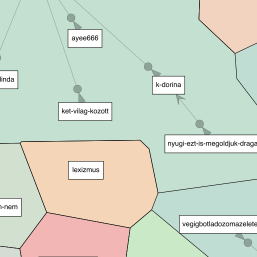 ayee666
linda
k-dorina
ket-vilag-kozott
nyugi-ezt-is-megoldjuk-draga
lexizmus
n-nem
vegigbotladozomazelete